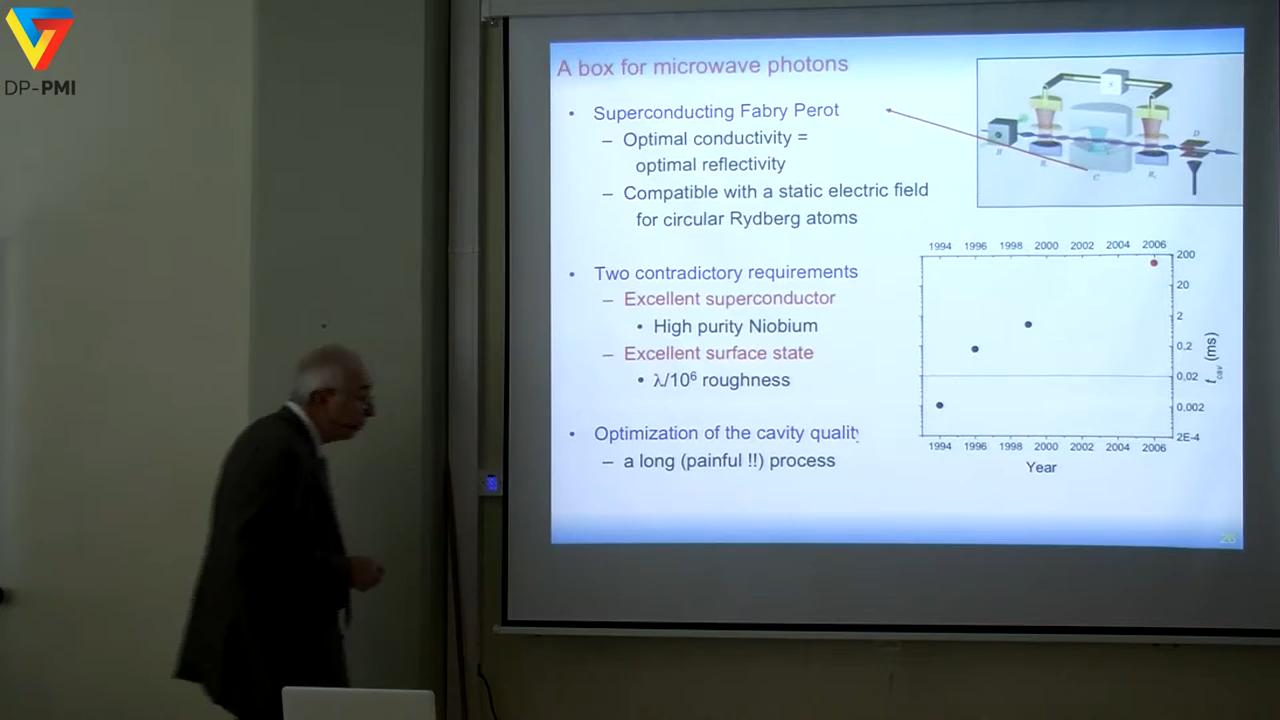 DP-PMI
A box for microwave photons
• Superconducting Fabry Perot
– Optimal conductivity =
optimal reflectivity
– Compatible with a static electric field
for circular Rydberg atoms
• Two contradictory requirements
– Excellent superconductor
• High purity Niobium
– Excellent surface state
• λ/10⁶ roughness
• Optimization of the cavity quality
– a long (painful !!) process
D
C
1994 1996 1998 2000 2002 2004 2006
200
20
2
0,2
0,02
0,002
2E-4
t_cav (ms)
1994 1996 1998 2000 2002 2004 2006
Year